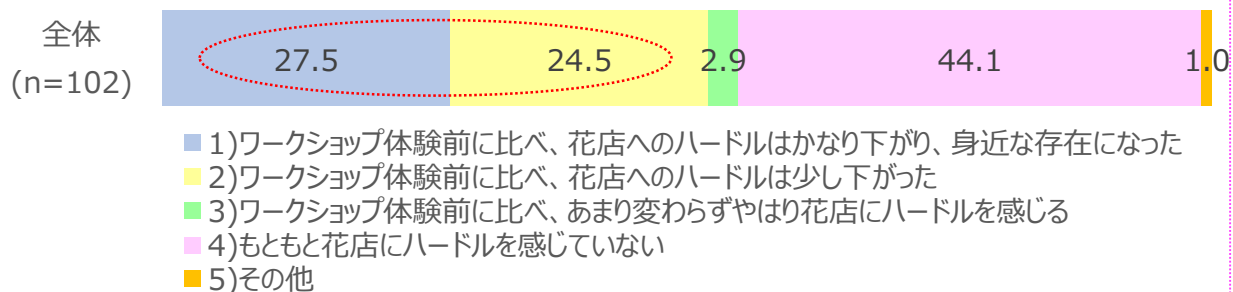 全体
(n=102)
27.5 24.5 2.9 44.1 1.0
1)ワークショップ体験前に比べ、花店へのハードルはかなり下がり、身近な存在になった
2)ワークショップ体験前に比べ、花店へのハードルは少し下がった
3)ワークショップ体験前に比べ、あまり変わらずやはり花店にハードルを感じる
4)もともと花店にハードルを感じていない
5)その他